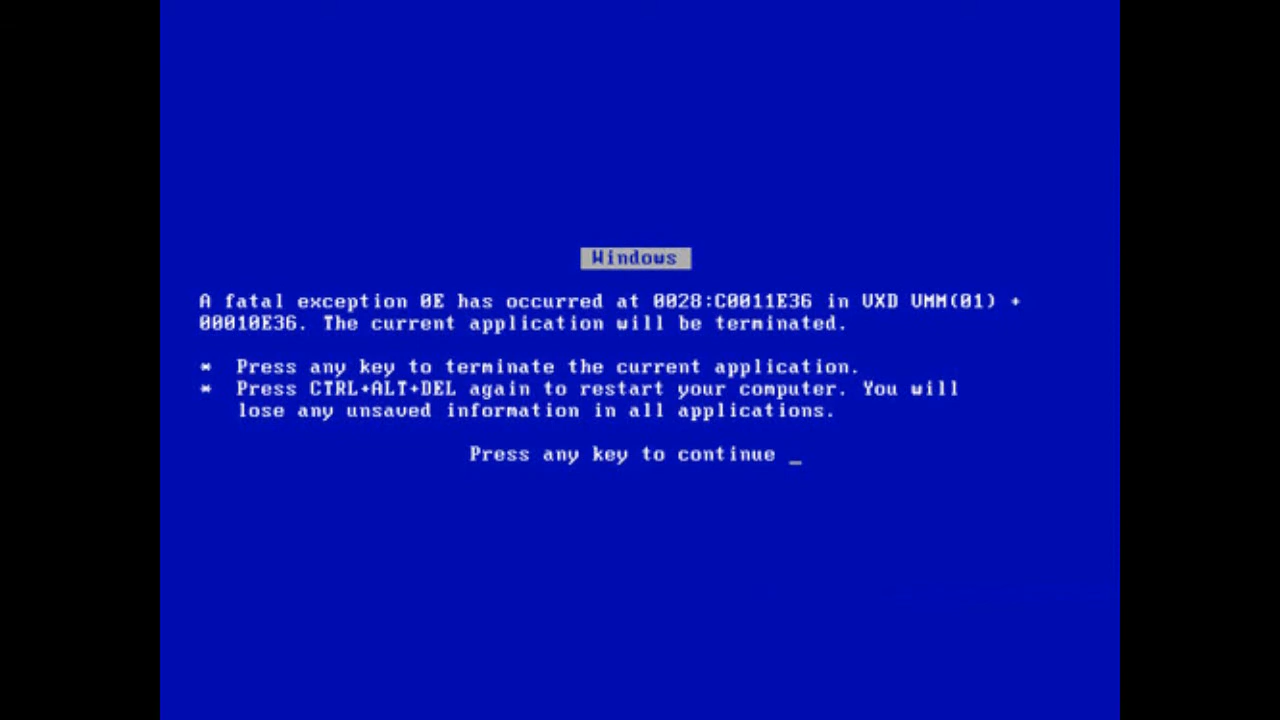 Windows
A fatal exception 0E has occurred at 0028:C0011E36 in VXD VMM(01) +
00010E36. The current application will be terminated.
* Press any key to terminate the current application.
* Press CTRL+ALT+DEL again to restart your computer. You will
lose any unsaved information in all applications.
Press any key to continue _